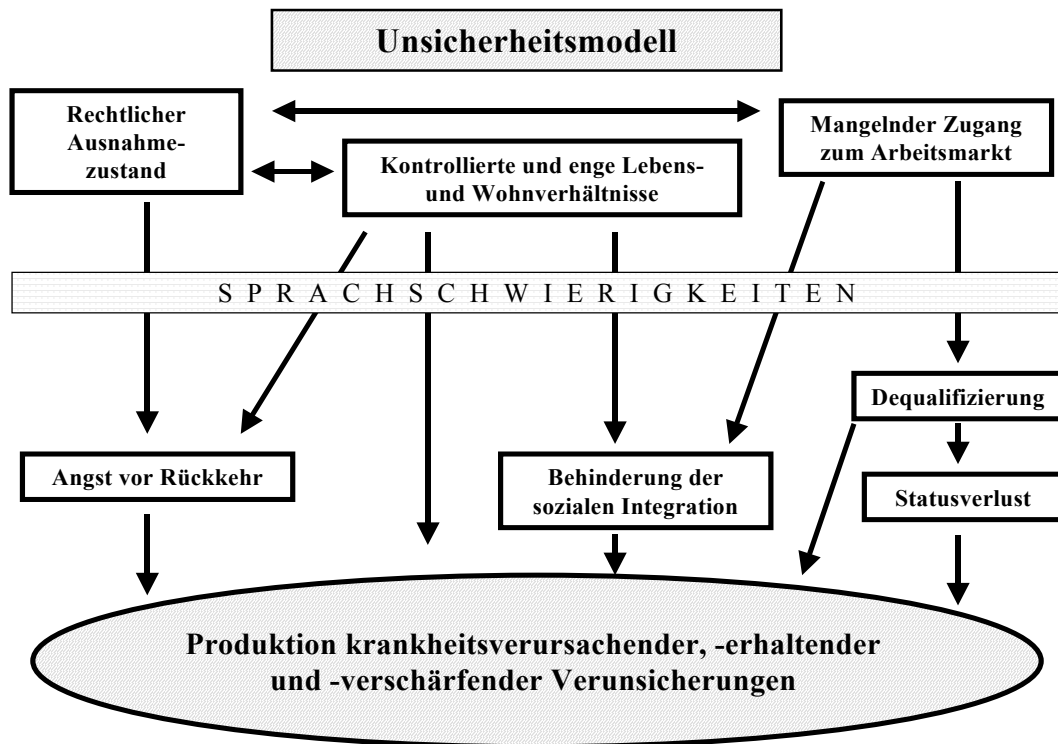 Unsicherheitsmodell
Rechtlicher
Ausnahme-
zustand
Kontrollierte und enge Lebens-
und Wohnverhältnisse
Mangelnder Zugang
zum Arbeitsmarkt
SPRACHSCHWIERIGKEITEN
Dequalifizierung
Angst vor Rückkehr
Behinderung der
sozialen Integration
Statusverlust
Produktion krankheitsverursachender, -erhaltender
und -verschärfender Verunsicherungen